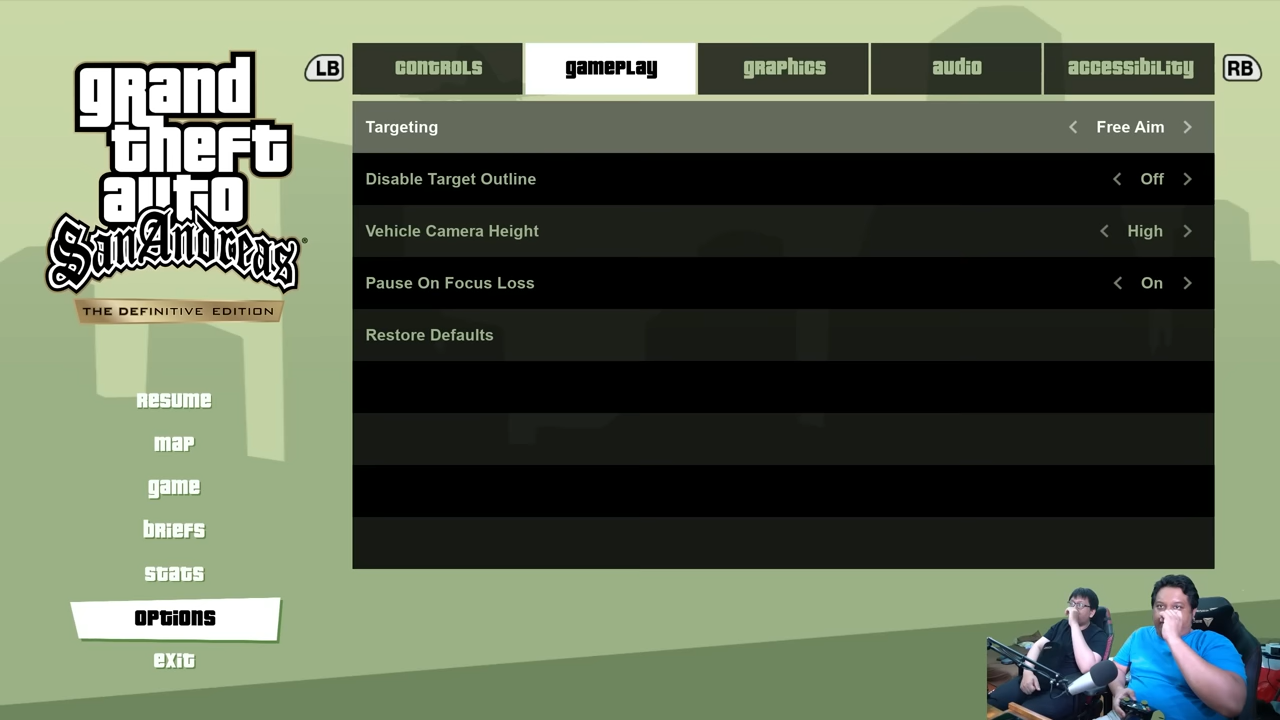 grand
theft
auto
San Andreas
THE DEFINITIVE EDITION
LB
CONTROLS
gameplay
graphics
audio
accessibility
RB
Targeting
Free Aim
Disable Target Outline
Off
Vehicle Camera Height
High
Pause On Focus Loss
On
Restore Defaults
resume
map
game
briefs
stats
options
exit